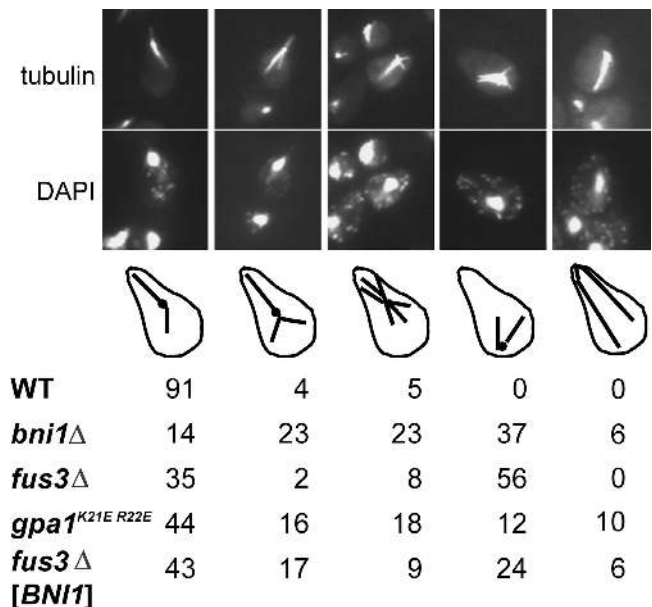 tubulin
DAPI
WT 91 4 5 0 0
bni1Δ 14 23 23 37 6
fus3Δ 35 2 8 56 0
gpa1K21E R22E 44 16 18 12 10
fus3Δ 43 17 9 24 6
[BNI1]